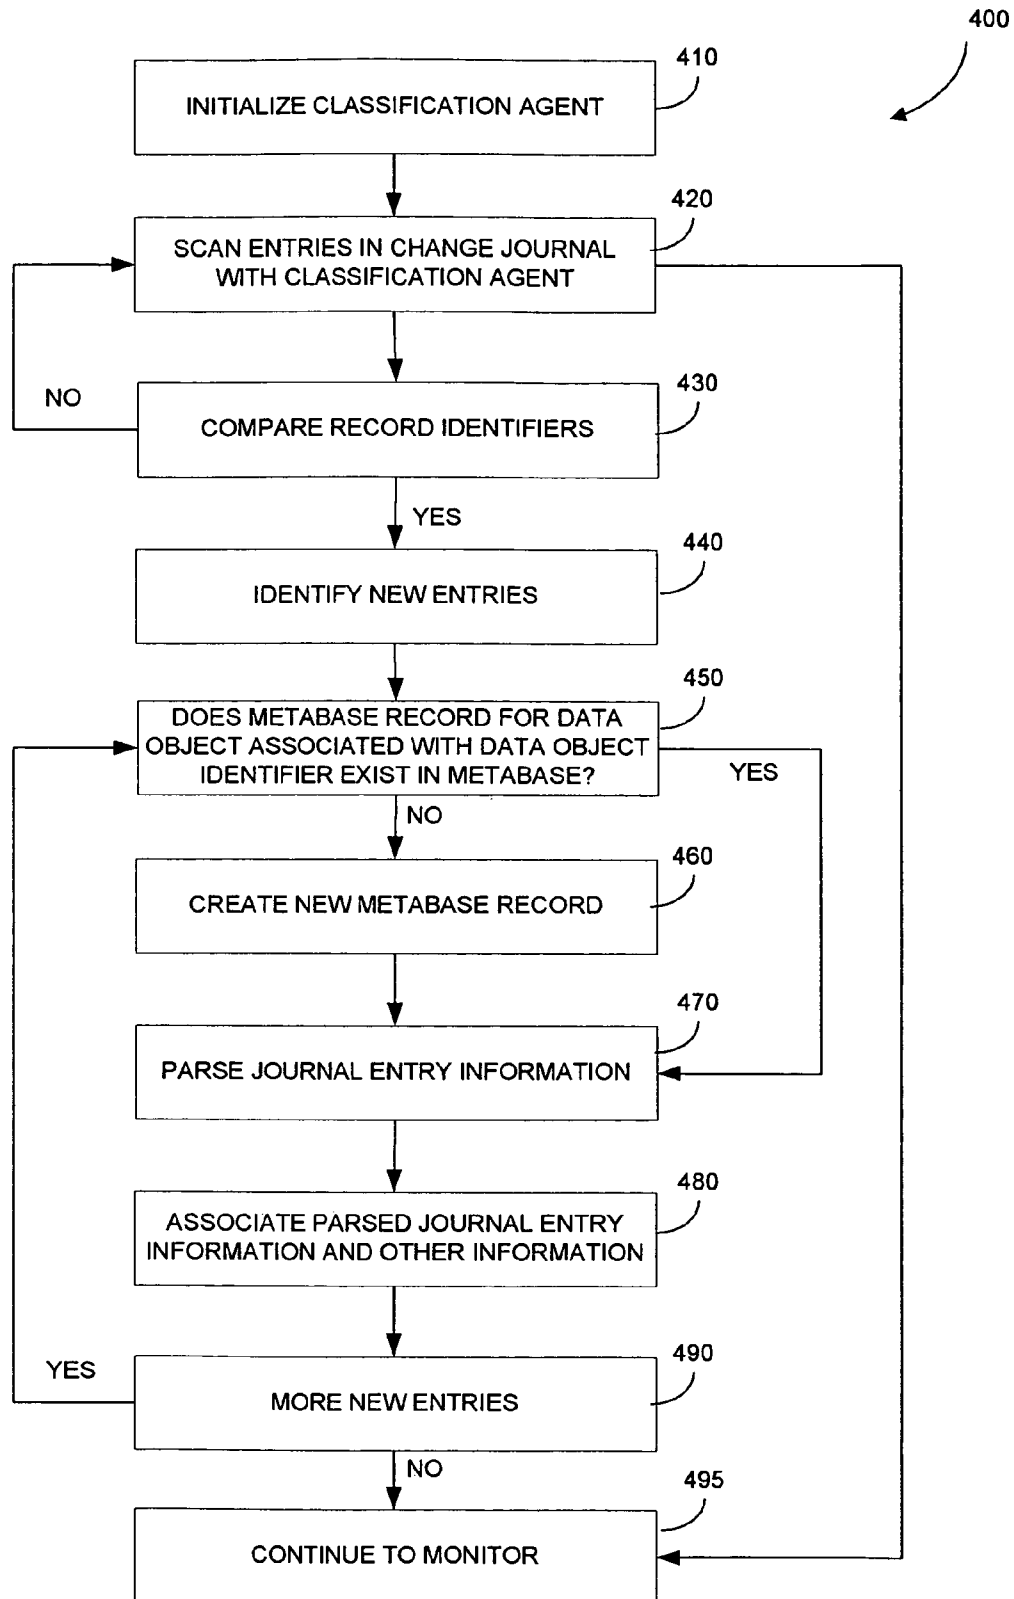 400
410
INITIALIZE CLASSIFICATION AGENT
420
SCAN ENTRIES IN CHANGE JOURNAL
WITH CLASSIFICATION AGENT
430
NO
COMPARE RECORD IDENTIFIERS
YES
440
IDENTIFY NEW ENTRIES
450
DOES METABASE RECORD FOR DATA
OBJECT ASSOCIATED WITH DATA OBJECT
IDENTIFIER EXIST IN METABASE?
YES
NO
460
CREATE NEW METABASE RECORD
470
PARSE JOURNAL ENTRY INFORMATION
480
ASSOCIATE PARSED JOURNAL ENTRY
INFORMATION AND OTHER INFORMATION
490
YES
MORE NEW ENTRIES
NO
495
CONTINUE TO MONITOR